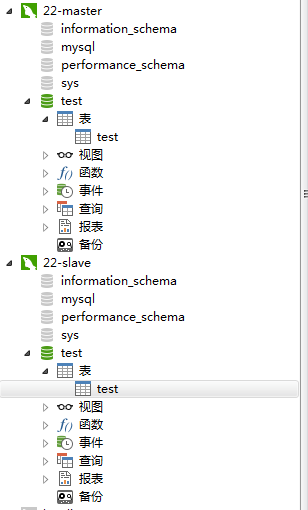 22-master
information_schema
mysql
performance_schema
sys
test
表
test
视图
f() 函数
事件
查询
报表
备份
22-slave
information_schema
mysql
performance_schema
sys
test
表
test
视图
f() 函数
事件
查询
报表
备份